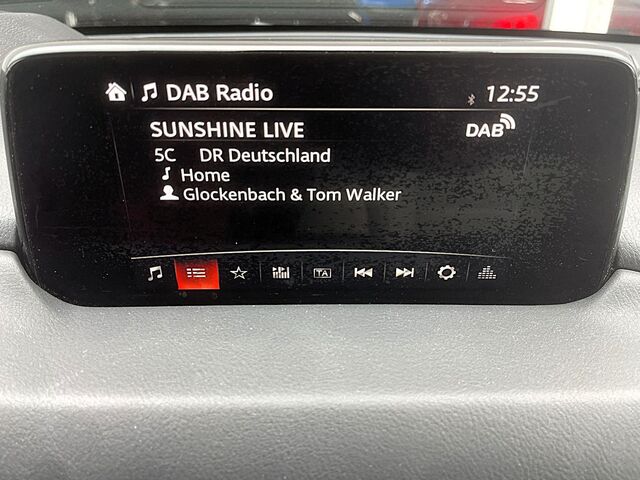 DAB Radio 12:55
SUNSHINE LIVE DAB
5C DR Deutschland
Home
Glockenbach & Tom Walker
TA